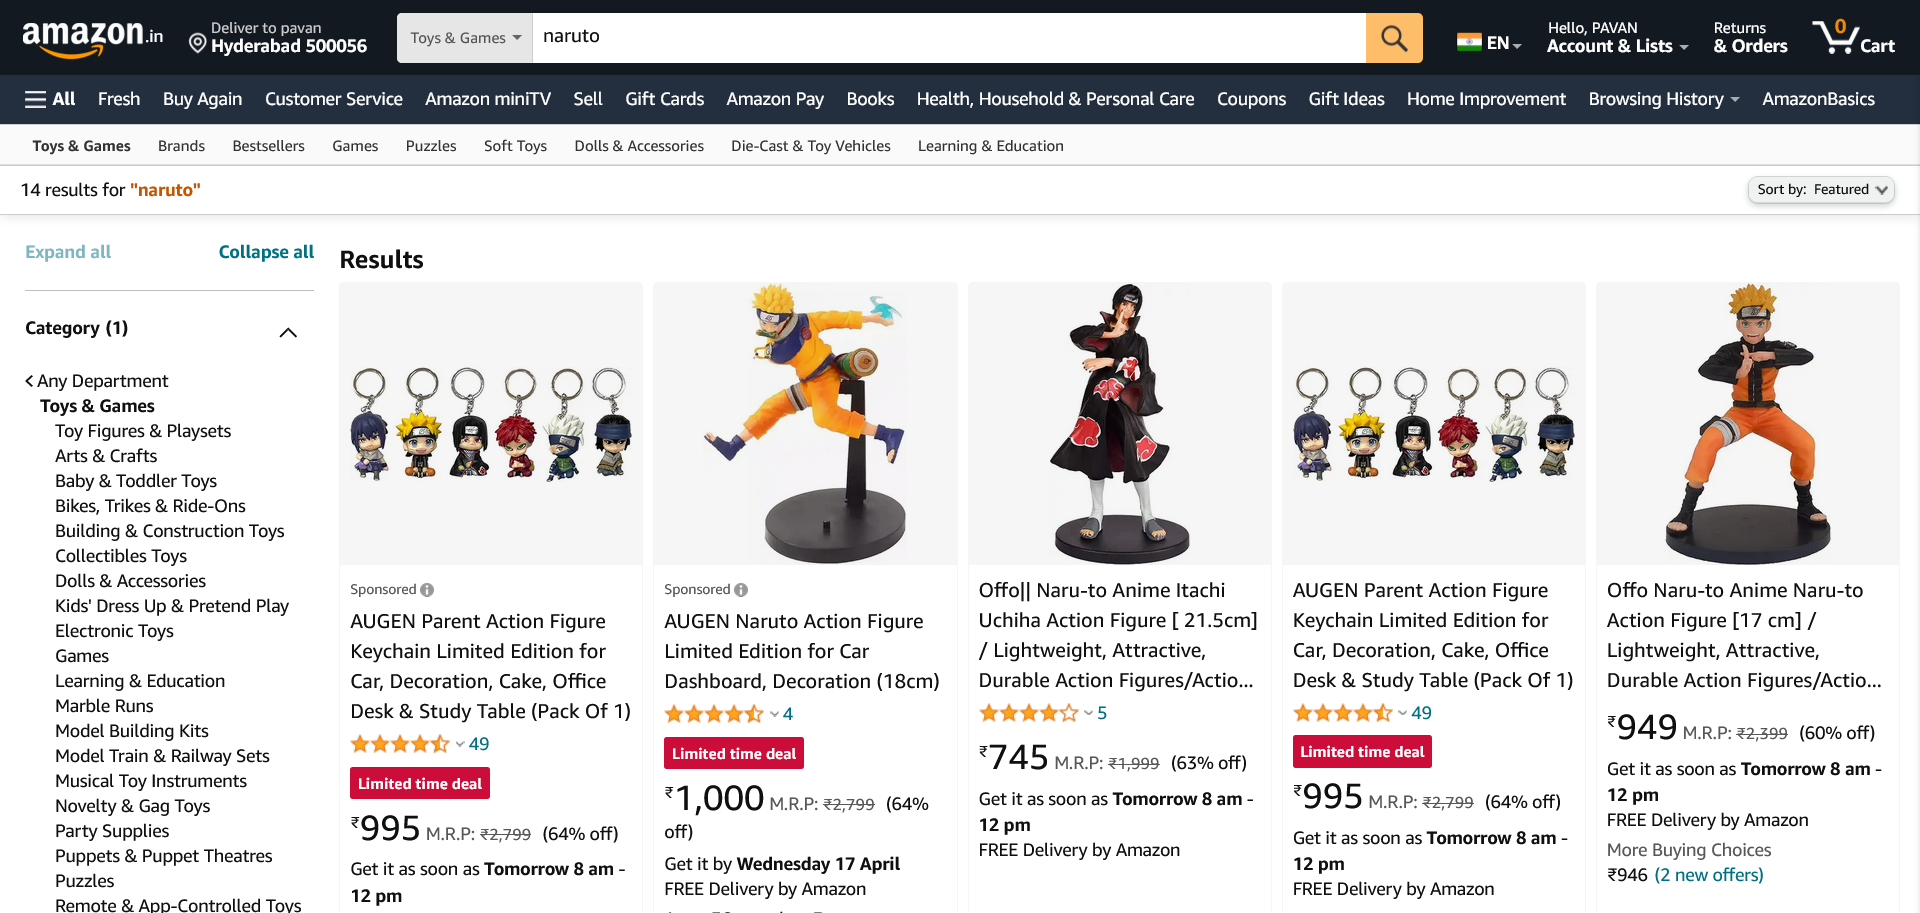 amazon.in
Deliver to pavan
Hyderabad 500056
Toys & Games
naruto
EN
Hello, PAVAN
Account & Lists
Returns
& Orders
0
Cart
All Fresh Buy Again Customer Service Amazon miniTV Sell Gift Cards Amazon Pay Books Health, Household & Personal Care Coupons Gift Ideas Home Improvement Browsing History AmazonBasics
Toys & Games Brands Bestsellers Games Puzzles Soft Toys Dolls & Accessories Die-Cast & Toy Vehicles Learning & Education
14 results for "naruto"
Sort by: Featured
Expand all Collapse all
Category (1)
Any Department
Toys & Games
Toy Figures & Playsets
Arts & Crafts
Baby & Toddler Toys
Bikes, Trikes & Ride-Ons
Building & Construction Toys
Collectibles Toys
Dolls & Accessories
Kids' Dress Up & Pretend Play
Electronic Toys
Games
Learning & Education
Marble Runs
Model Building Kits
Model Train & Railway Sets
Musical Toy Instruments
Novelty & Gag Toys
Party Supplies
Puppets & Puppet Theatres
Puzzles
Remote & App-Controlled Toys
Results
Sponsored
AUGEN Parent Action Figure
Keychain Limited Edition for
Car, Decoration, Cake, Office
Desk & Study Table (Pack Of 1)
49
Limited time deal
₹995 M.R.P: ₹2,799 (64% off)
Get it as soon as Tomorrow 8 am -
12 pm
Sponsored
AUGEN Naruto Action Figure
Limited Edition for Car
Dashboard, Decoration (18cm)
4
Limited time deal
₹1,000 M.R.P: ₹2,799 (64%
off)
Get it by Wednesday 17 April
FREE Delivery by Amazon
Offo|| Naru-to Anime Itachi
Uchiha Action Figure [ 21.5cm]
/ Lightweight, Attractive,
Durable Action Figures/Actio...
5
₹745 M.R.P: ₹1,999 (63% off)
Get it as soon as Tomorrow 8 am -
12 pm
FREE Delivery by Amazon
AUGEN Parent Action Figure
Keychain Limited Edition for
Car, Decoration, Cake, Office
Desk & Study Table (Pack Of 1)
49
Limited time deal
₹995 M.R.P: ₹2,799 (64% off)
Get it as soon as Tomorrow 8 am -
12 pm
FREE Delivery by Amazon
Offo Naru-to Anime Naru-to
Action Figure [17 cm] /
Lightweight, Attractive,
Durable Action Figures/Actio...
₹949 M.R.P: ₹2,399 (60% off)
Get it as soon as Tomorrow 8 am -
12 pm
FREE Delivery by Amazon
More Buying Choices
₹946 (2 new offers)